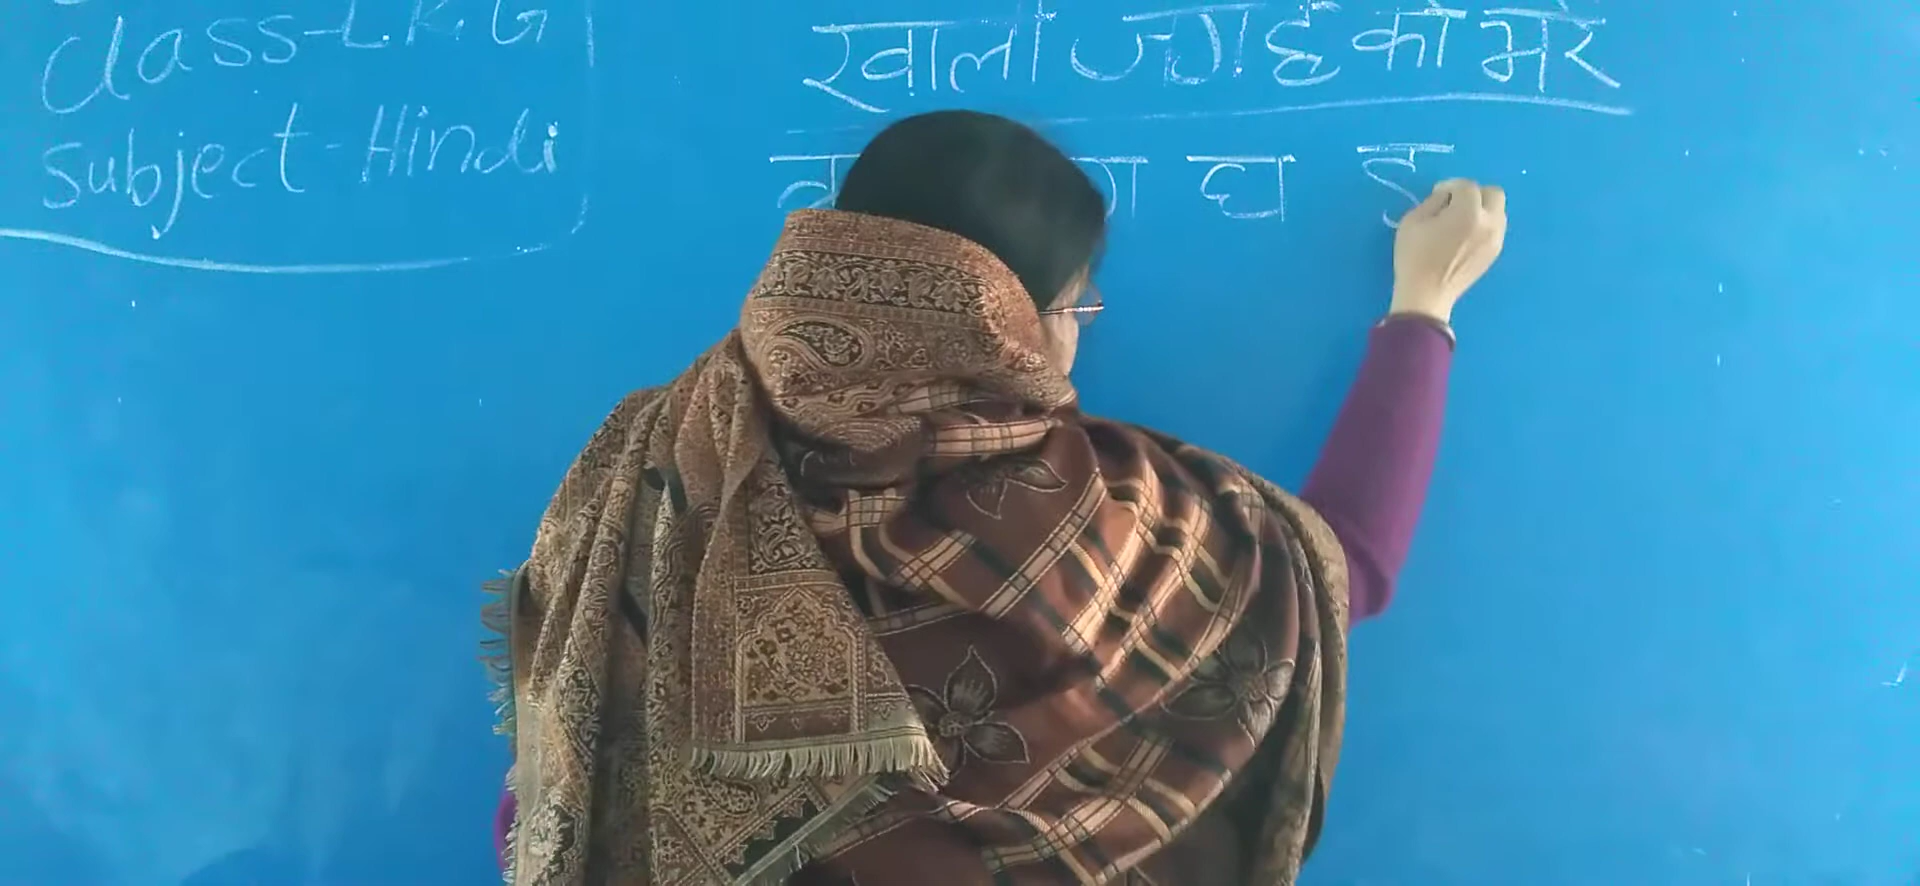 Class-L.K.G
Subject-Hindi
खाली जगह को भरे
ग घ